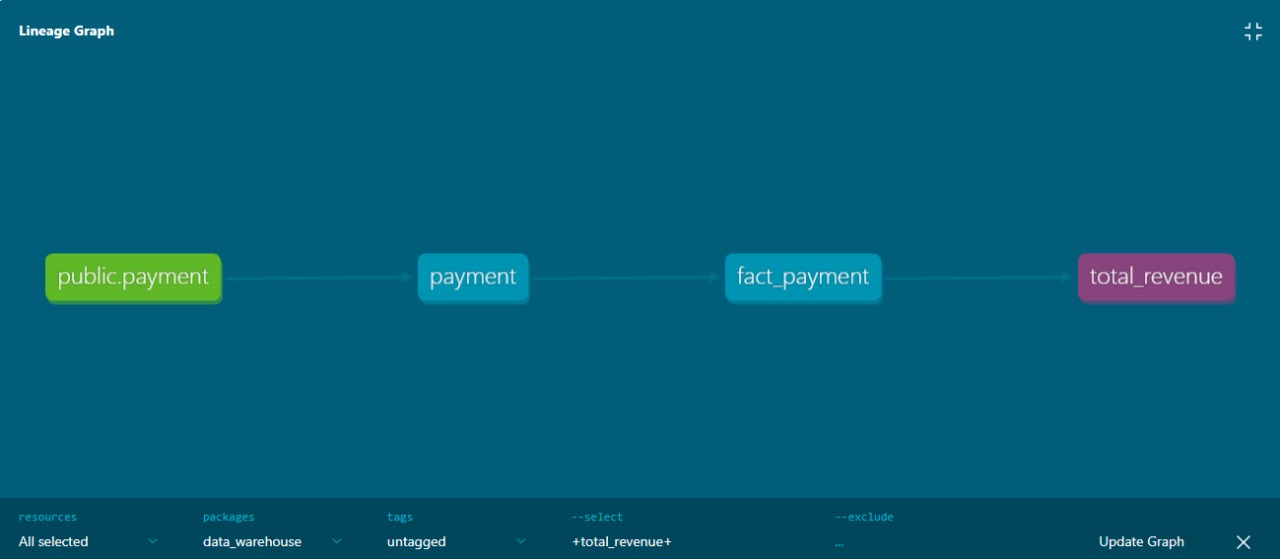 Lineage Graph
public.payment
payment
fact_payment
total_revenue
resources packages tags --select --exclude
All selected data_warehouse untagged +total_revenue+ ... Update Graph